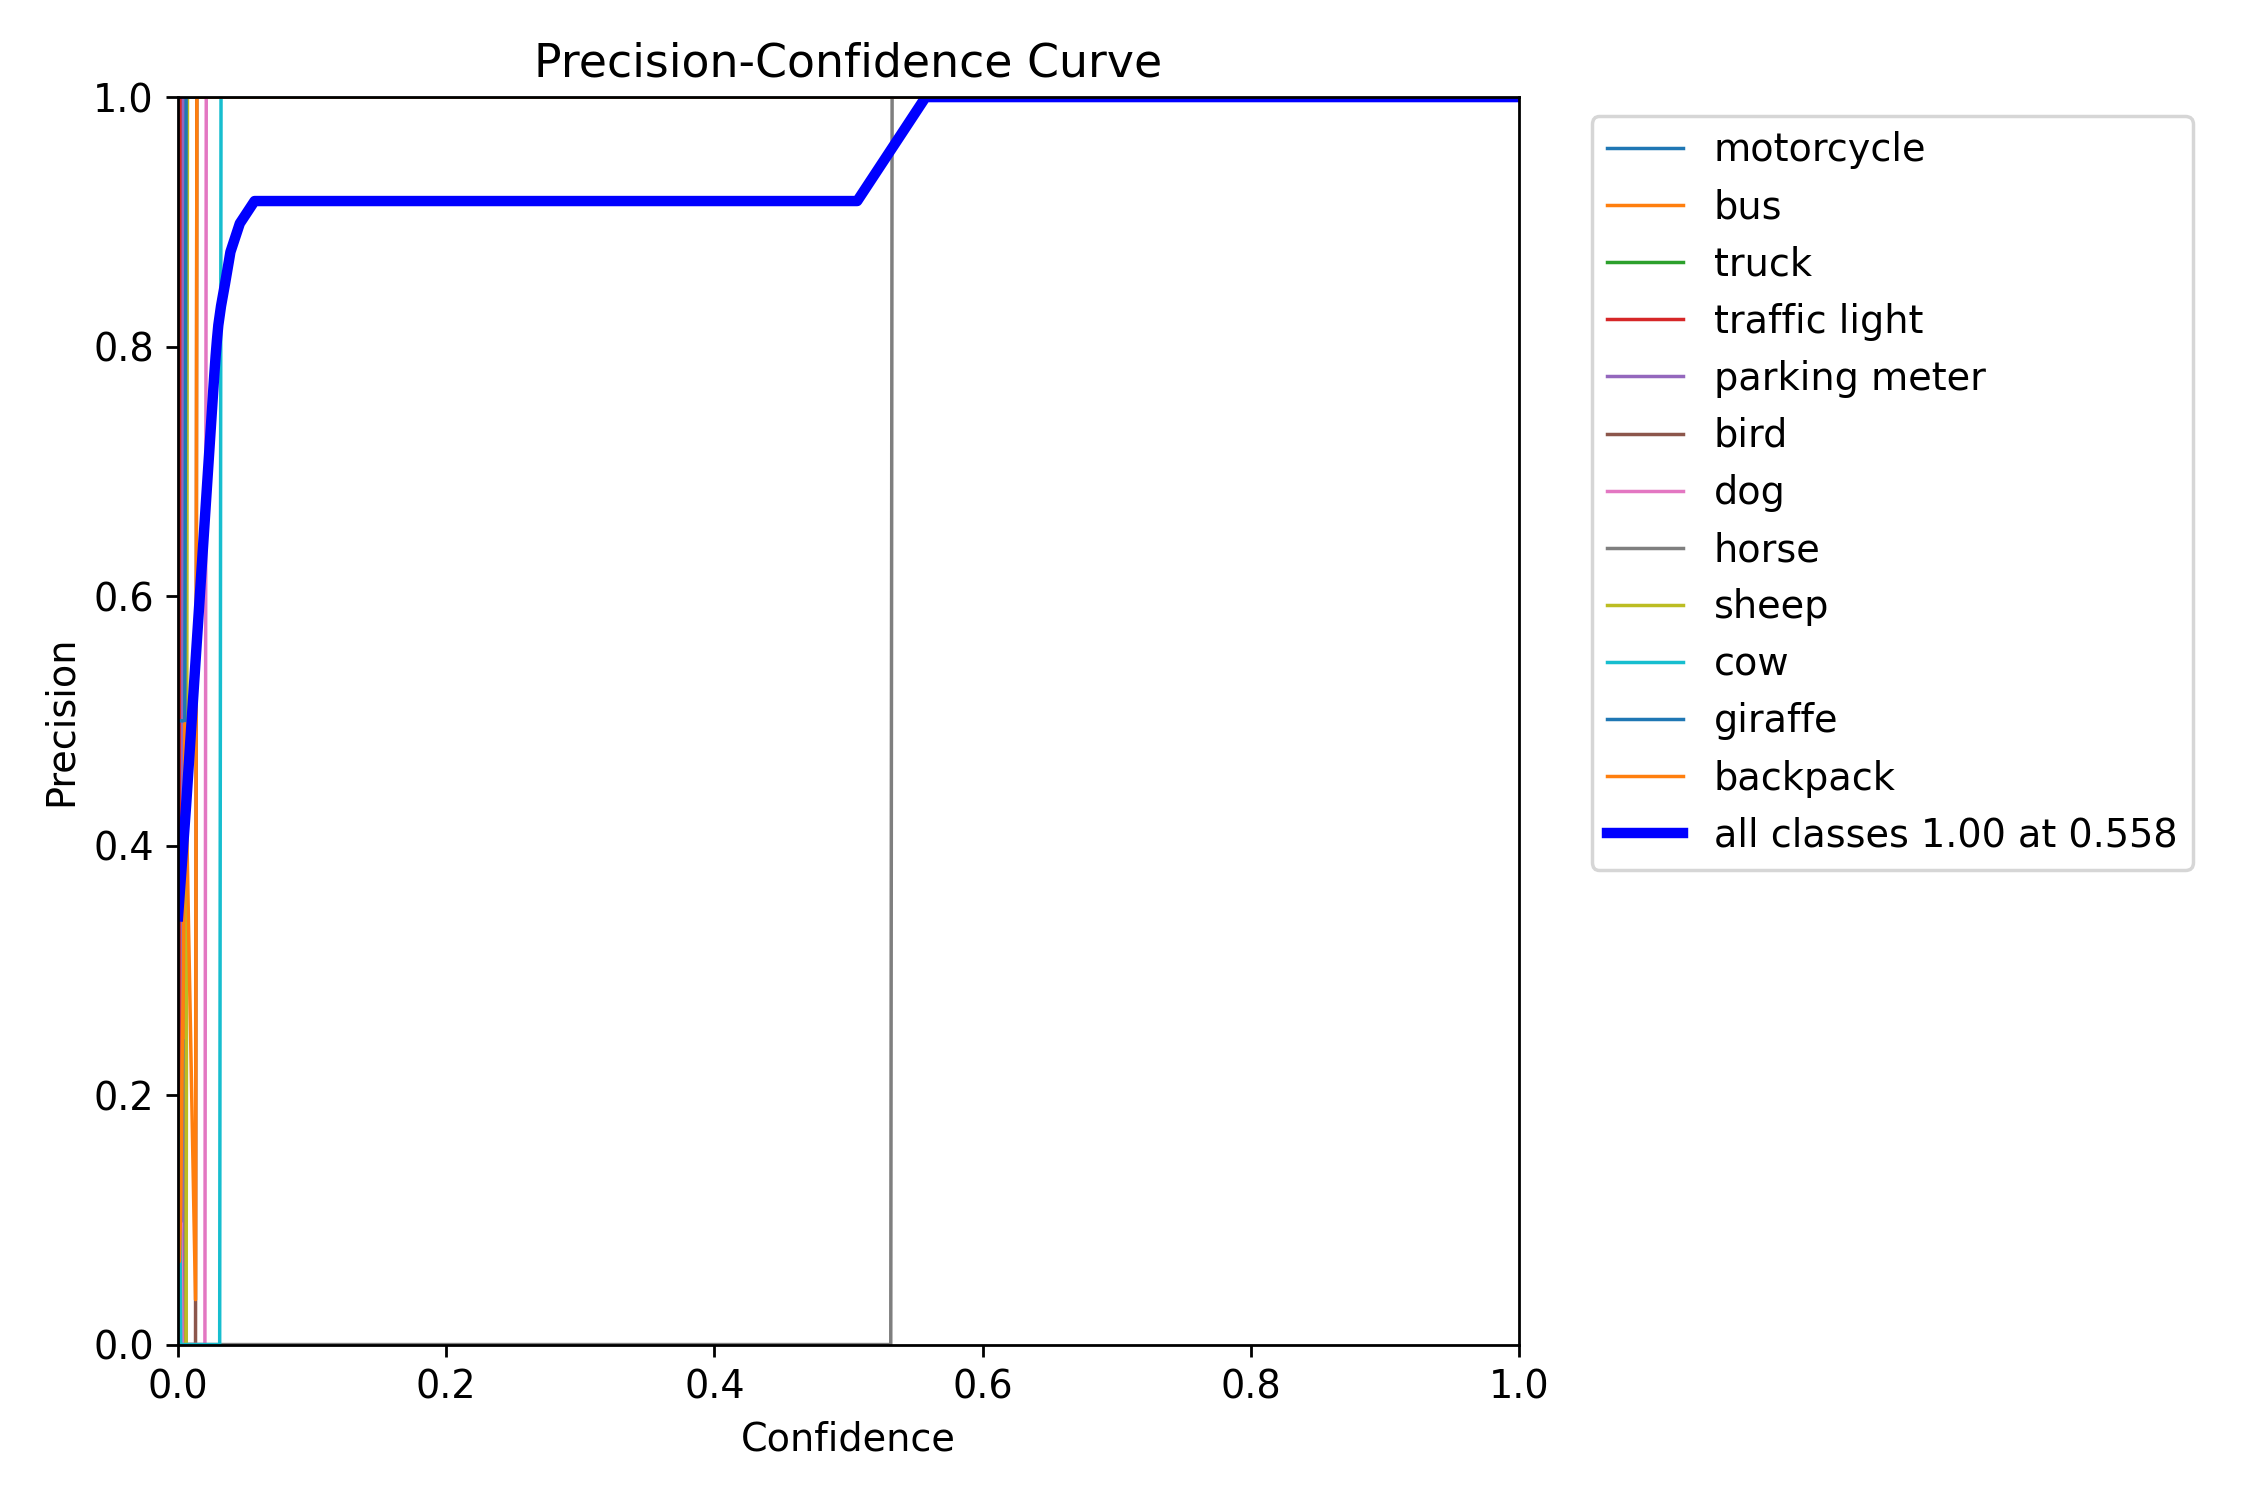 Precision-Confidence Curve
1.0
0.8
0.6
0.4
0.2
0.0
Precision
0.0 0.2 0.4 0.6 0.8 1.0
Confidence
motorcycle
bus
truck
traffic light
parking meter
bird
dog
horse
sheep
cow
giraffe
backpack
all classes 1.00 at 0.558